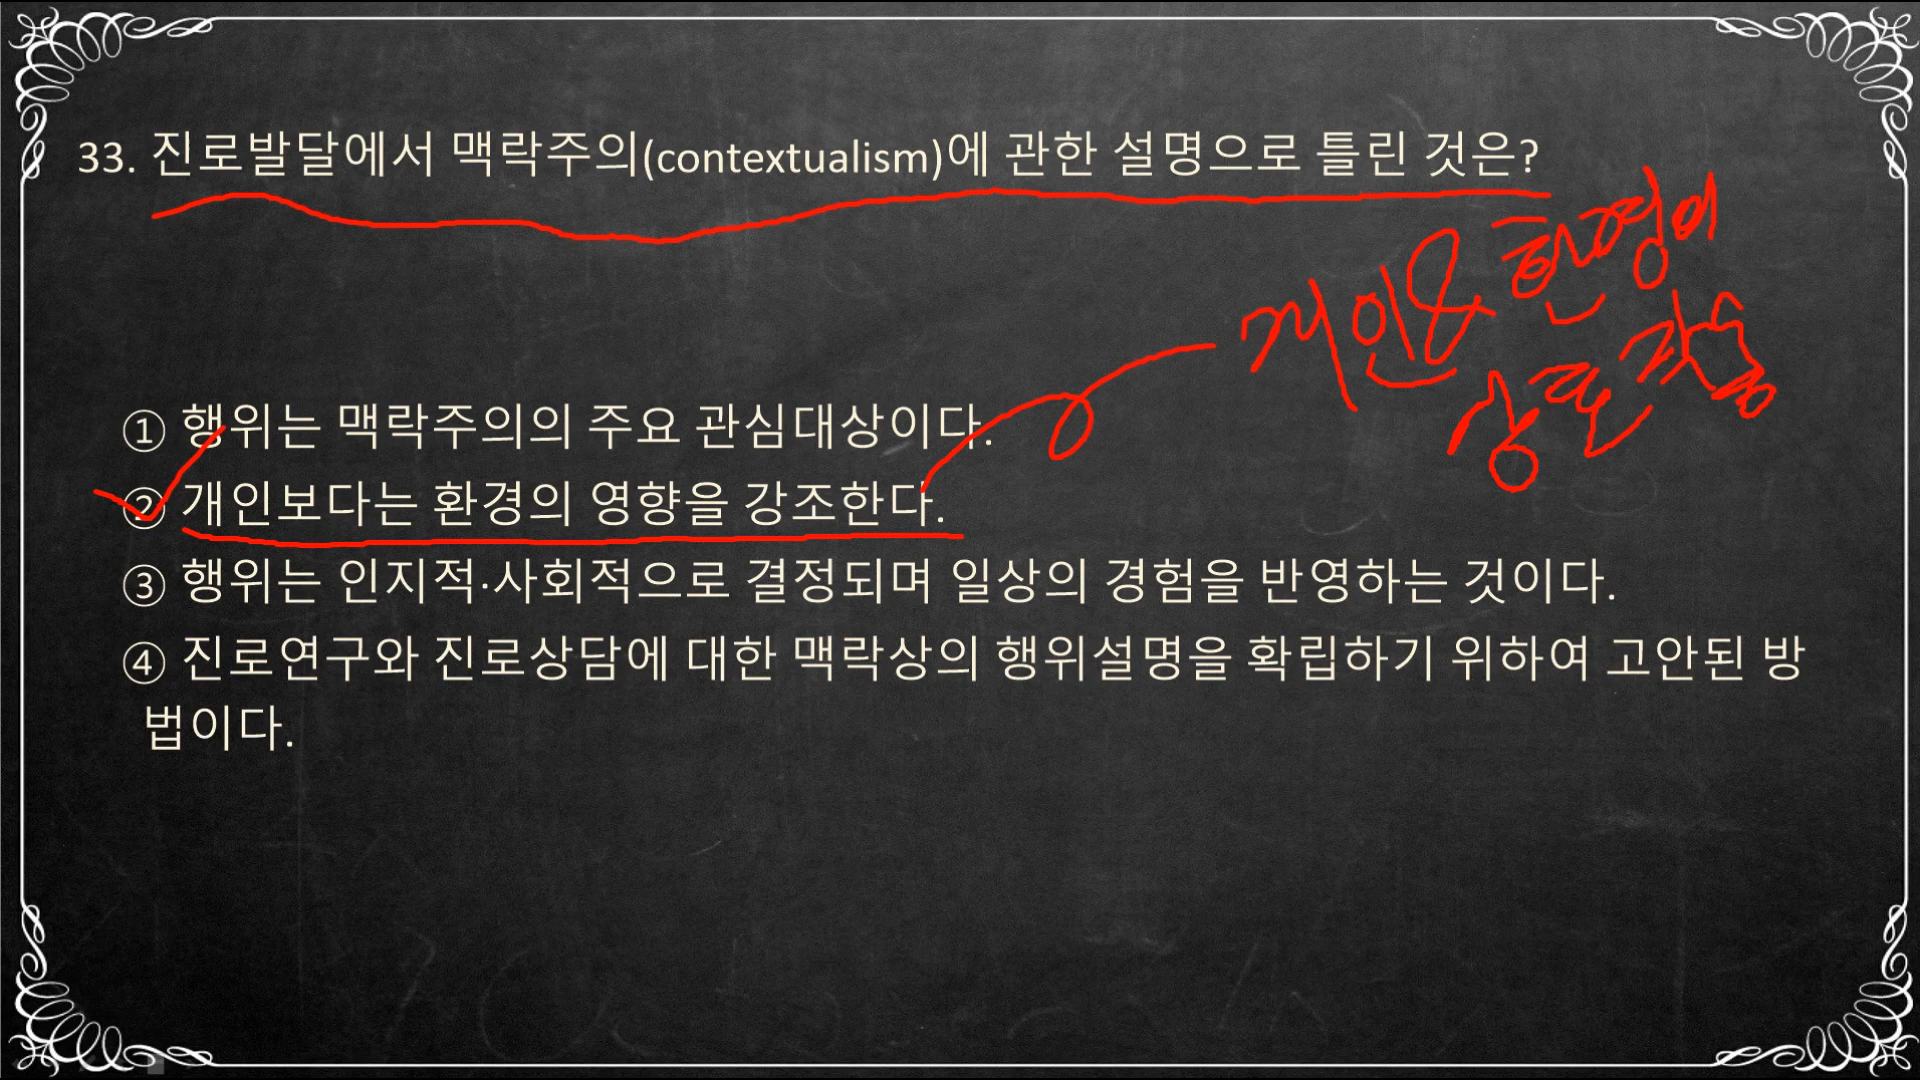 33. 진로발달에서 맥락주의(contextualism)에 관한 설명으로 틀린 것은?
개인 & 환경의
상호작용
① 행위는 맥락주의의 주요 관심대상이다.
② 개인보다는 환경의 영향을 강조한다.
③ 행위는 인지적·사회적으로 결정되며 일상의 경험을 반영하는 것이다.
④ 진로연구와 진로상담에 대한 맥락상의 행위설명을 확립하기 위하여 고안된 방
법이다.